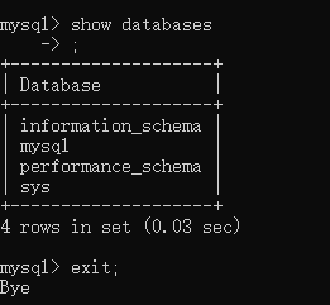 mysql> show databases
    -> ;
+--------------------+
| Database           |
+--------------------+
| information_schema |
| mysql              |
| performance_schema |
| sys                |
+--------------------+
4 rows in set (0.03 sec)
mysql> exit;
Bye